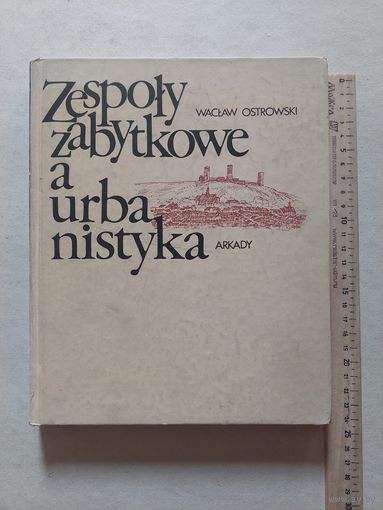 Zespoły
WACŁAW OSTROWSKI
zabytkowe
a
urba
nistyka
ARKADY